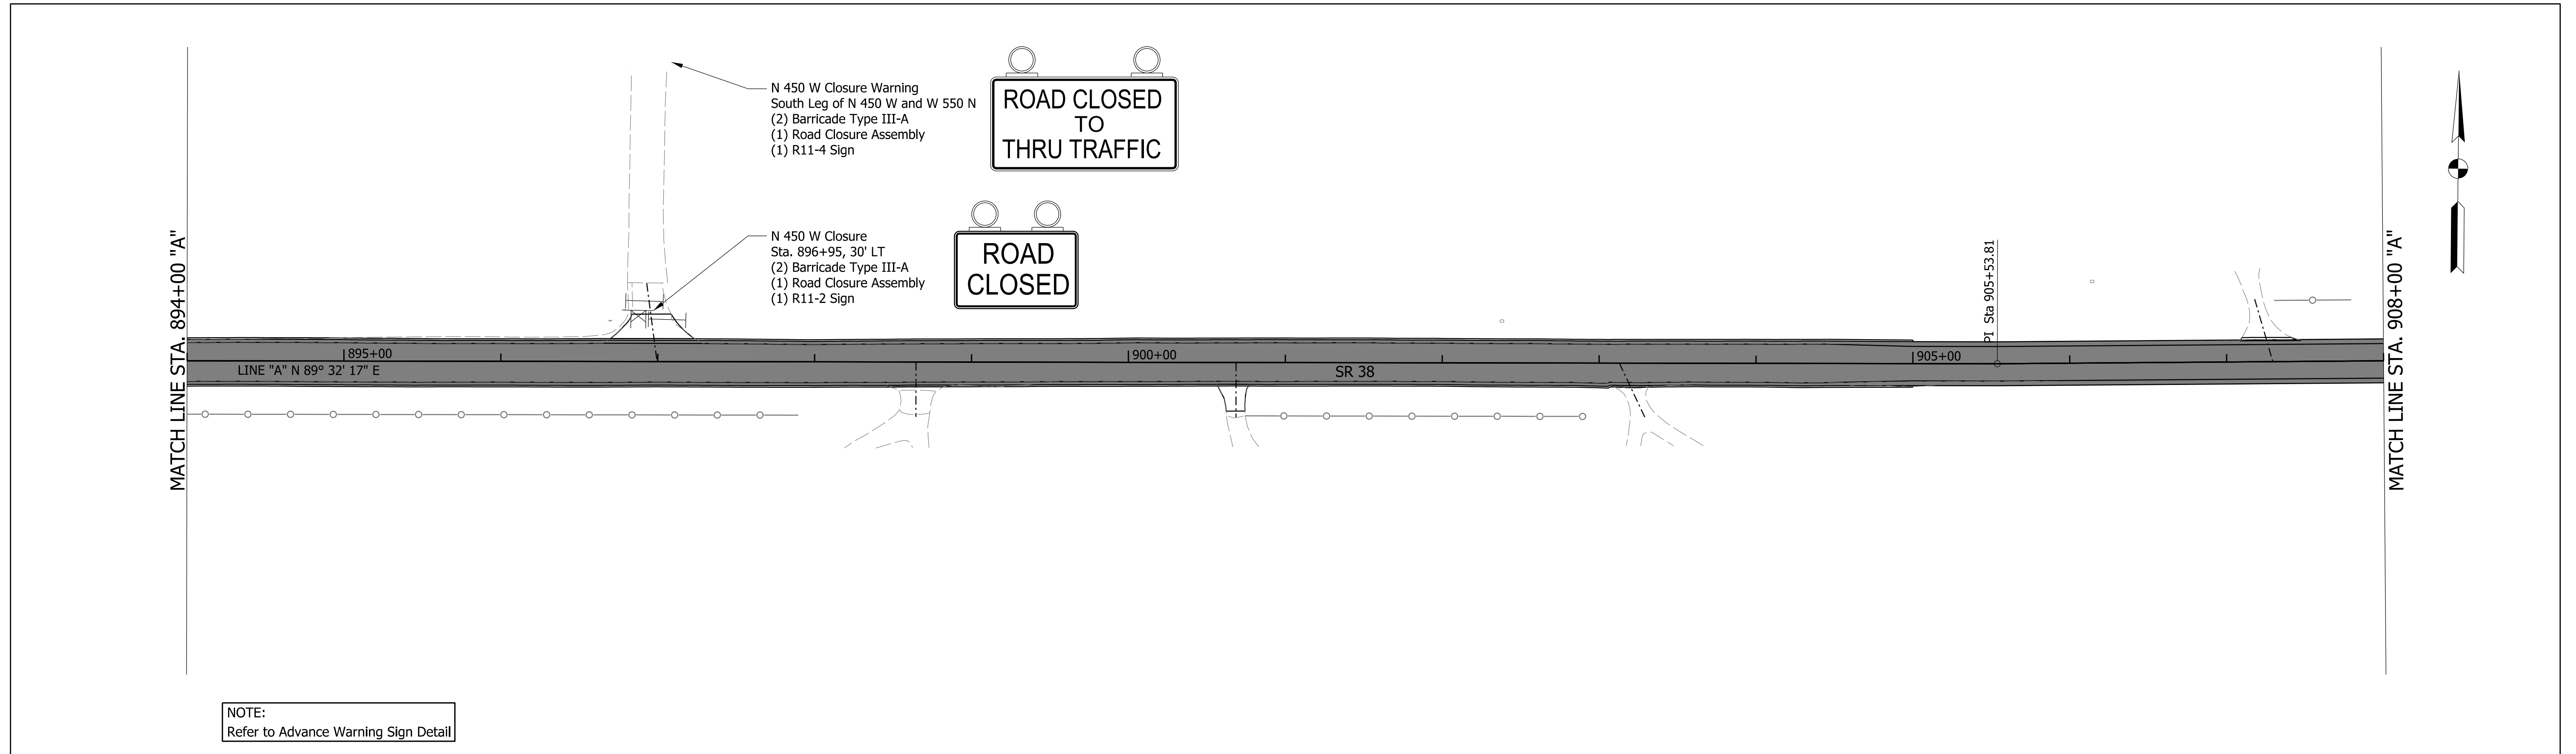 N 450 W Closure Warning
South Leg of N 450 W and W 550 N
(2) Barricade Type III-A
(1) Road Closure Assembly
(1) R11-4 Sign
ROAD CLOSED
TO
THRU TRAFFIC
N 450 W Closure
Sta. 896+95, 30' LT
(2) Barricade Type III-A
(1) Road Closure Assembly
(1) R11-2 Sign
ROAD
CLOSED
MATCH LINE STA. 894+00 "A"
895+00
LINE "A" N 89° 32' 17" E
900+00
SR 38
905+00
PI Sta 905+53.81
MATCH LINE STA. 908+00 "A"
NOTE:
Refer to Advance Warning Sign Detail